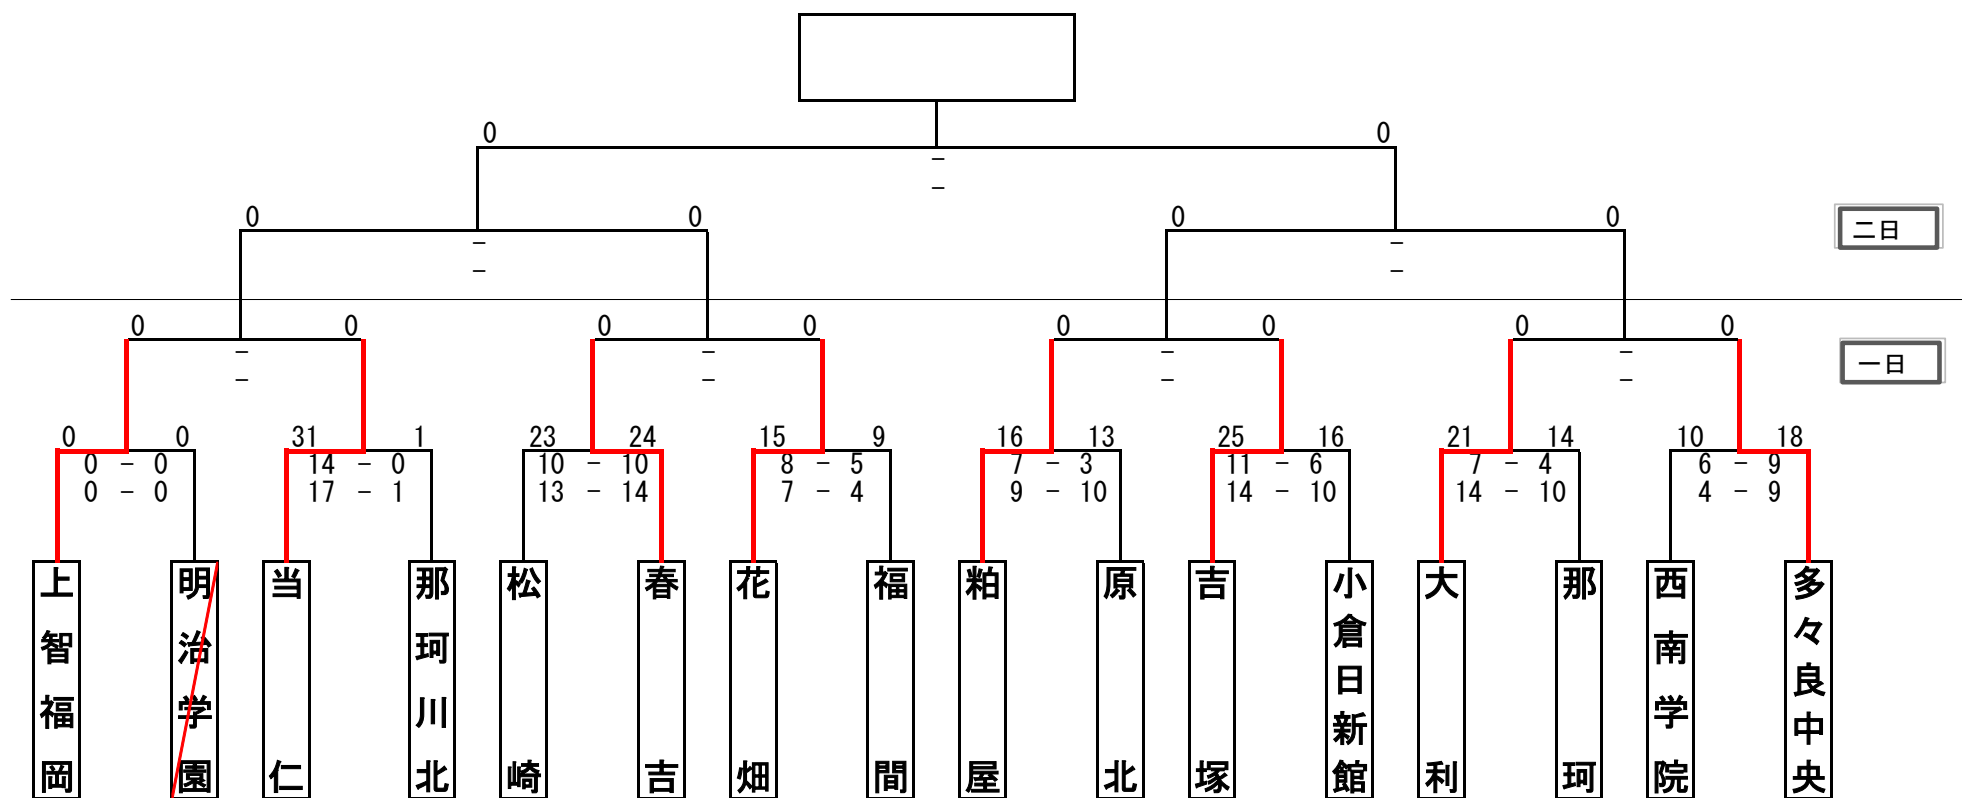 0 0
-
-
0 0 0 0
- -
- -
二日
0 0 0 0 0 0 0 0
- - - -
- - - -
一日
0 0 31 1 23 24 15 9 16 13 25 16 21 14 10 18
0 - 0 14 - 0 10 - 10 8 - 5 7 - 3 11 - 6 7 - 4 6 - 9
0 - 0 17 - 1 13 - 14 7 - 4 9 - 10 14 - 10 14 - 10 4 - 9
上智福岡
明治学園
当仁
那珂川北
松崎
春吉
花畑
福間
粕屋
原北
吉塚
小倉日新館
大利
那珂
西南学院
多々良中央